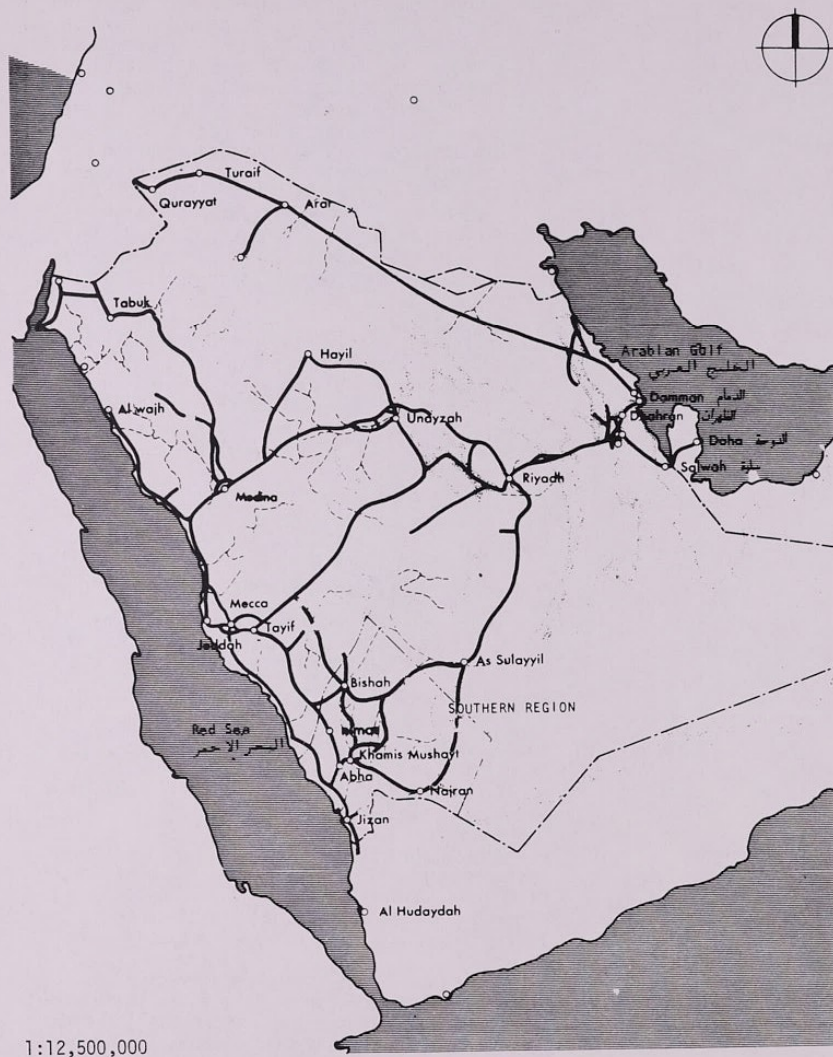 Turaif
Qurayyat
Arar
Tabuk
Hayil
Arabian Gulf
الخليج العربي
Damman الدمام
Al wajh
Unayzah
Dhahran الظهران
Doha الدوحة
Salwah سلوة
Riyadh
Medina
Mecca
Tayif
Jeddah
As Sulayyil
Bishah
SOUTHERN REGION
Red Sea
البحر الاحمر
Khamis Mushayt
Abha
Najran
Jizan
Al Hudaydah
1:12,500,000